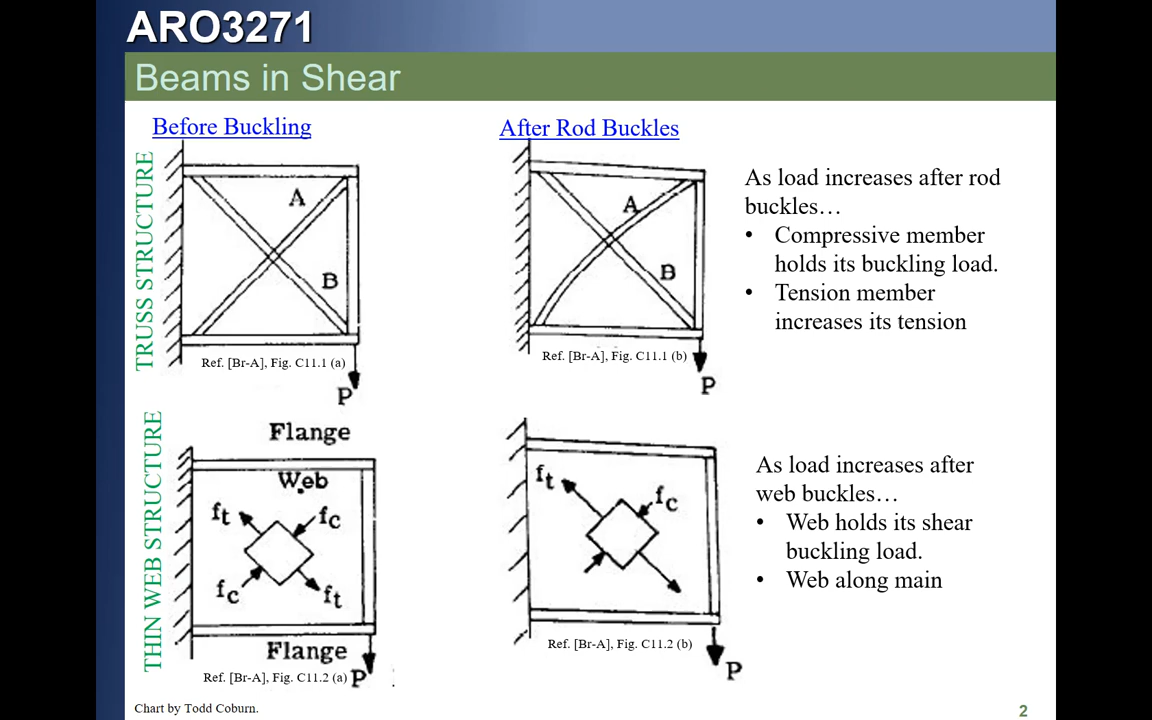 ARO3271
Beams in Shear
Before Buckling
After Rod Buckles
TRUSS STRUCTURE
A
B
Ref. [Br-A], Fig. C11.1 (a)
P
A
B
Ref. [Br-A], Fig. C11.1 (b)
P
As load increases after rod
buckles…
• Compressive member
holds its buckling load.
• Tension member
increases its tension
THIN WEB STRUCTURE
Flange
Web
ft
fc
fc
ft
Flange
Ref. [Br-A], Fig. C11.2 (a)
P
ft
fc
Ref. [Br-A], Fig. C11.2 (b)
P
As load increases after
web buckles…
• Web holds its shear
buckling load.
• Web along main
Chart by Todd Coburn.
2